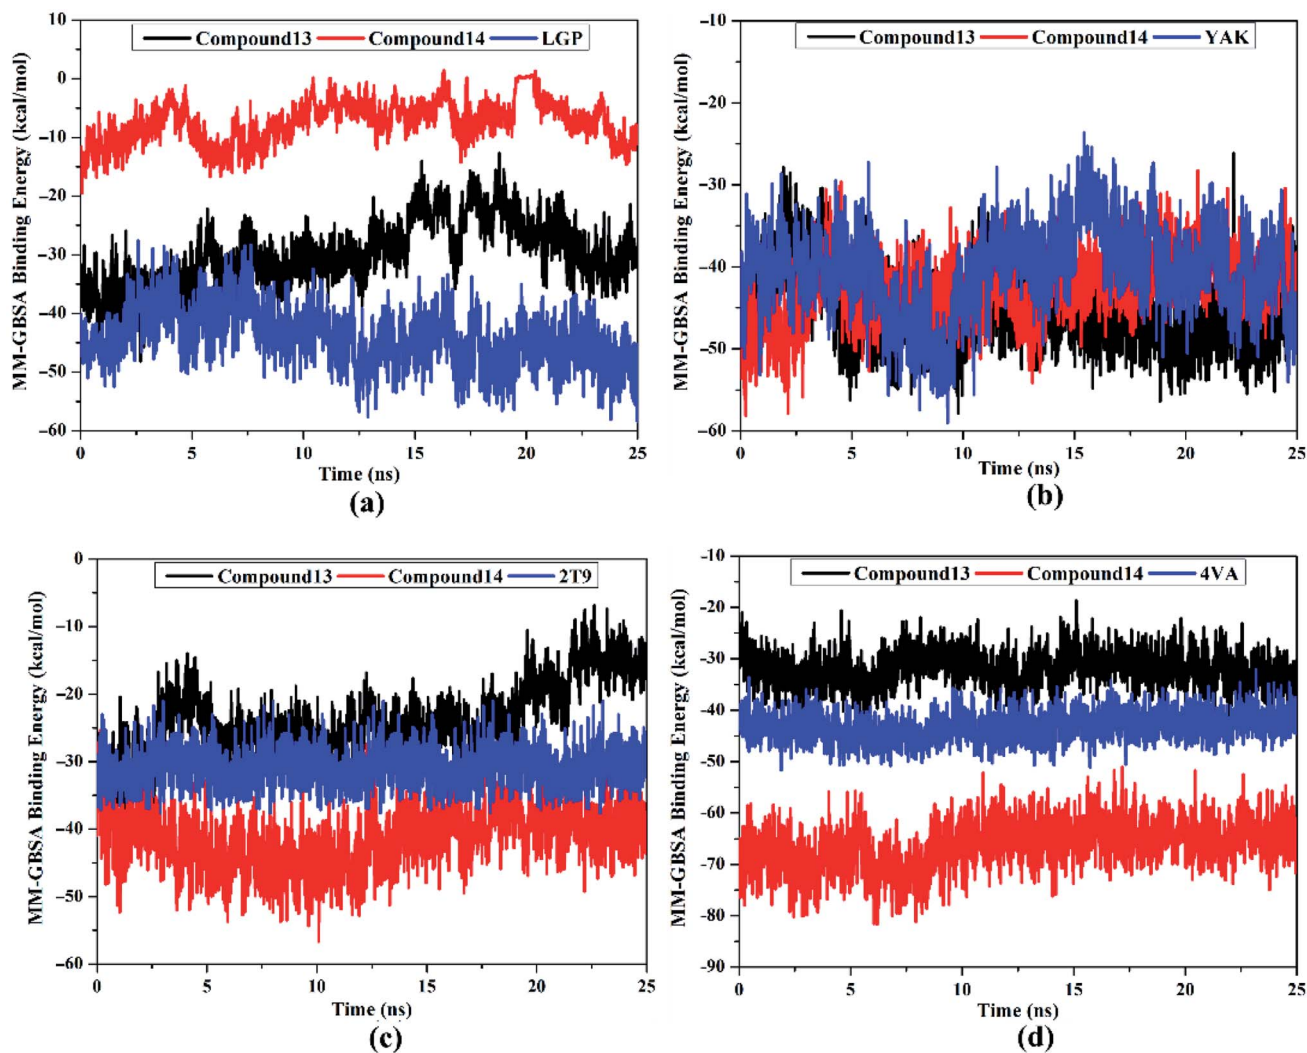 Compound13 Compound14 LGP
10
0
−10
−20
−30
−40
−50
−60
MM-GBSA Binding Energy (kcal/mol)
0 5 10 15 20 25
Time (ns)
(a)
Compound13 Compound14 YAK
−10
−20
−30
−40
−50
−60
MM-GBSA Binding Energy (kcal/mol)
0 5 10 15 20 25
Time (ns)
(b)
Compound13 Compound14 2T9
0
−10
−20
−30
−40
−50
−60
MM-GBSA Binding Energy (kcal/mol)
0 5 10 15 20 25
Time (ns)
(c)
Compound13 Compound14 4VA
-10
-20
-30
-40
-50
-60
-70
-80
-90
MM-GBSA Binding Energy (kcal/mol)
0 5 10 15 20 25
Time (ns)
(d)